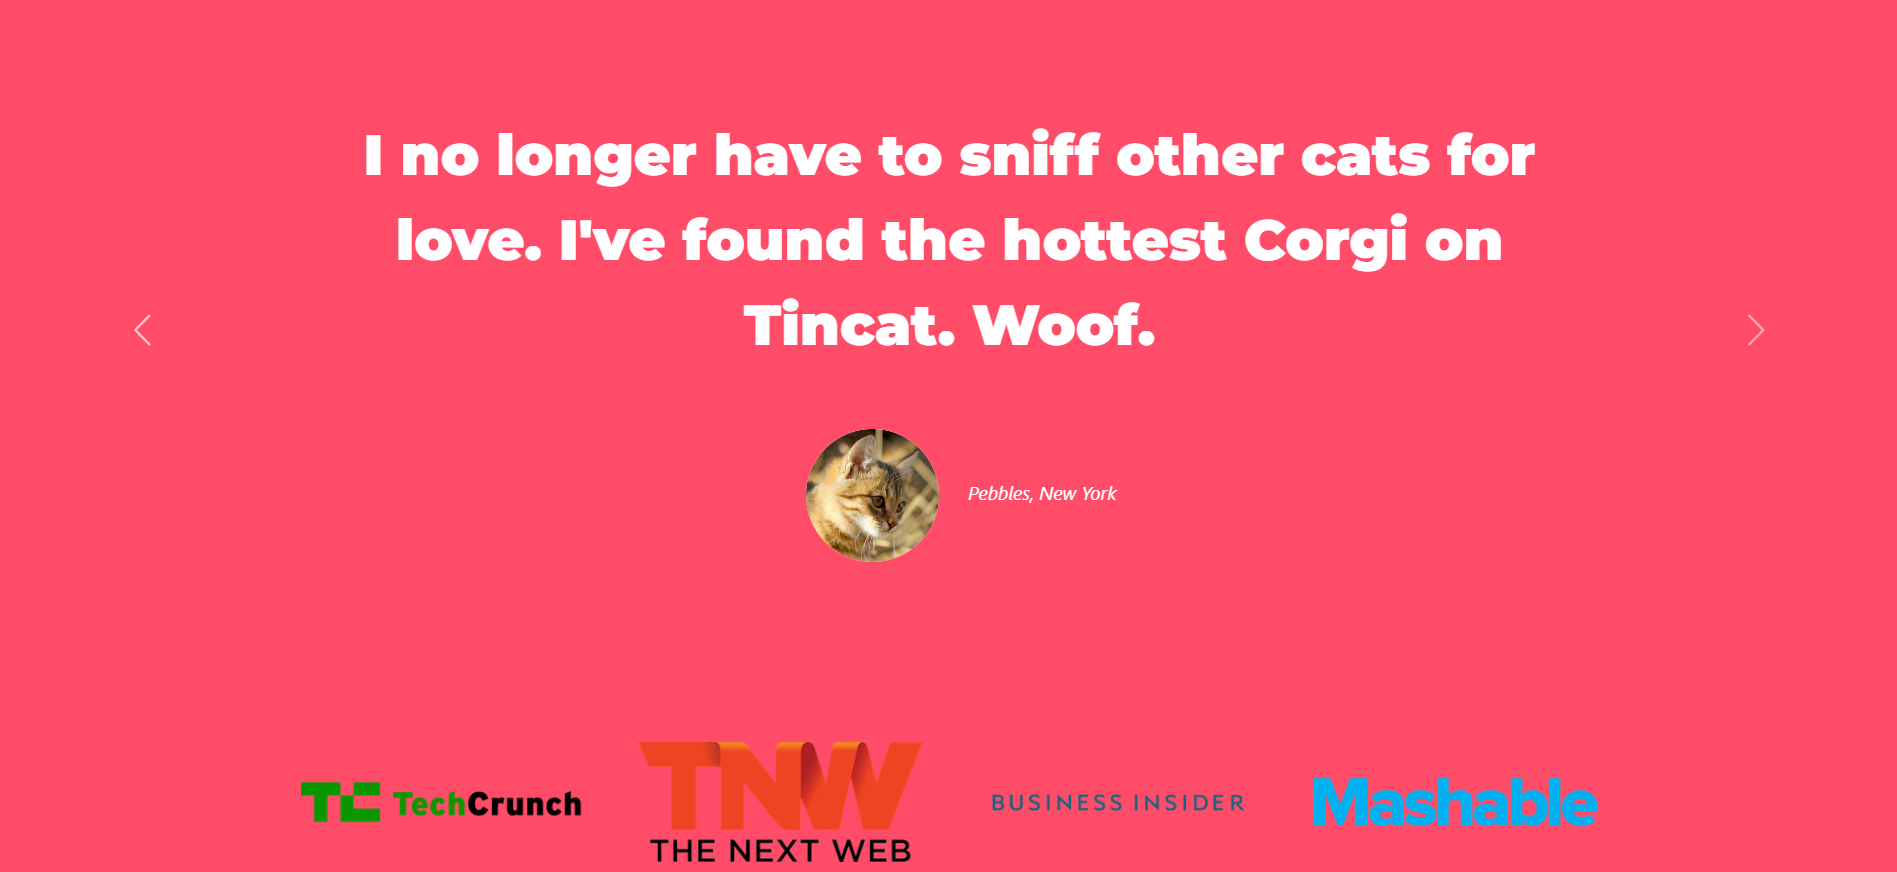 I no longer have to sniff other cats for
love. I've found the hottest Corgi on
Tincat. Woof.
Pebbles, New York
TC TechCrunch
TNW
THE NEXT WEB
BUSINESS INSIDER
Mashable